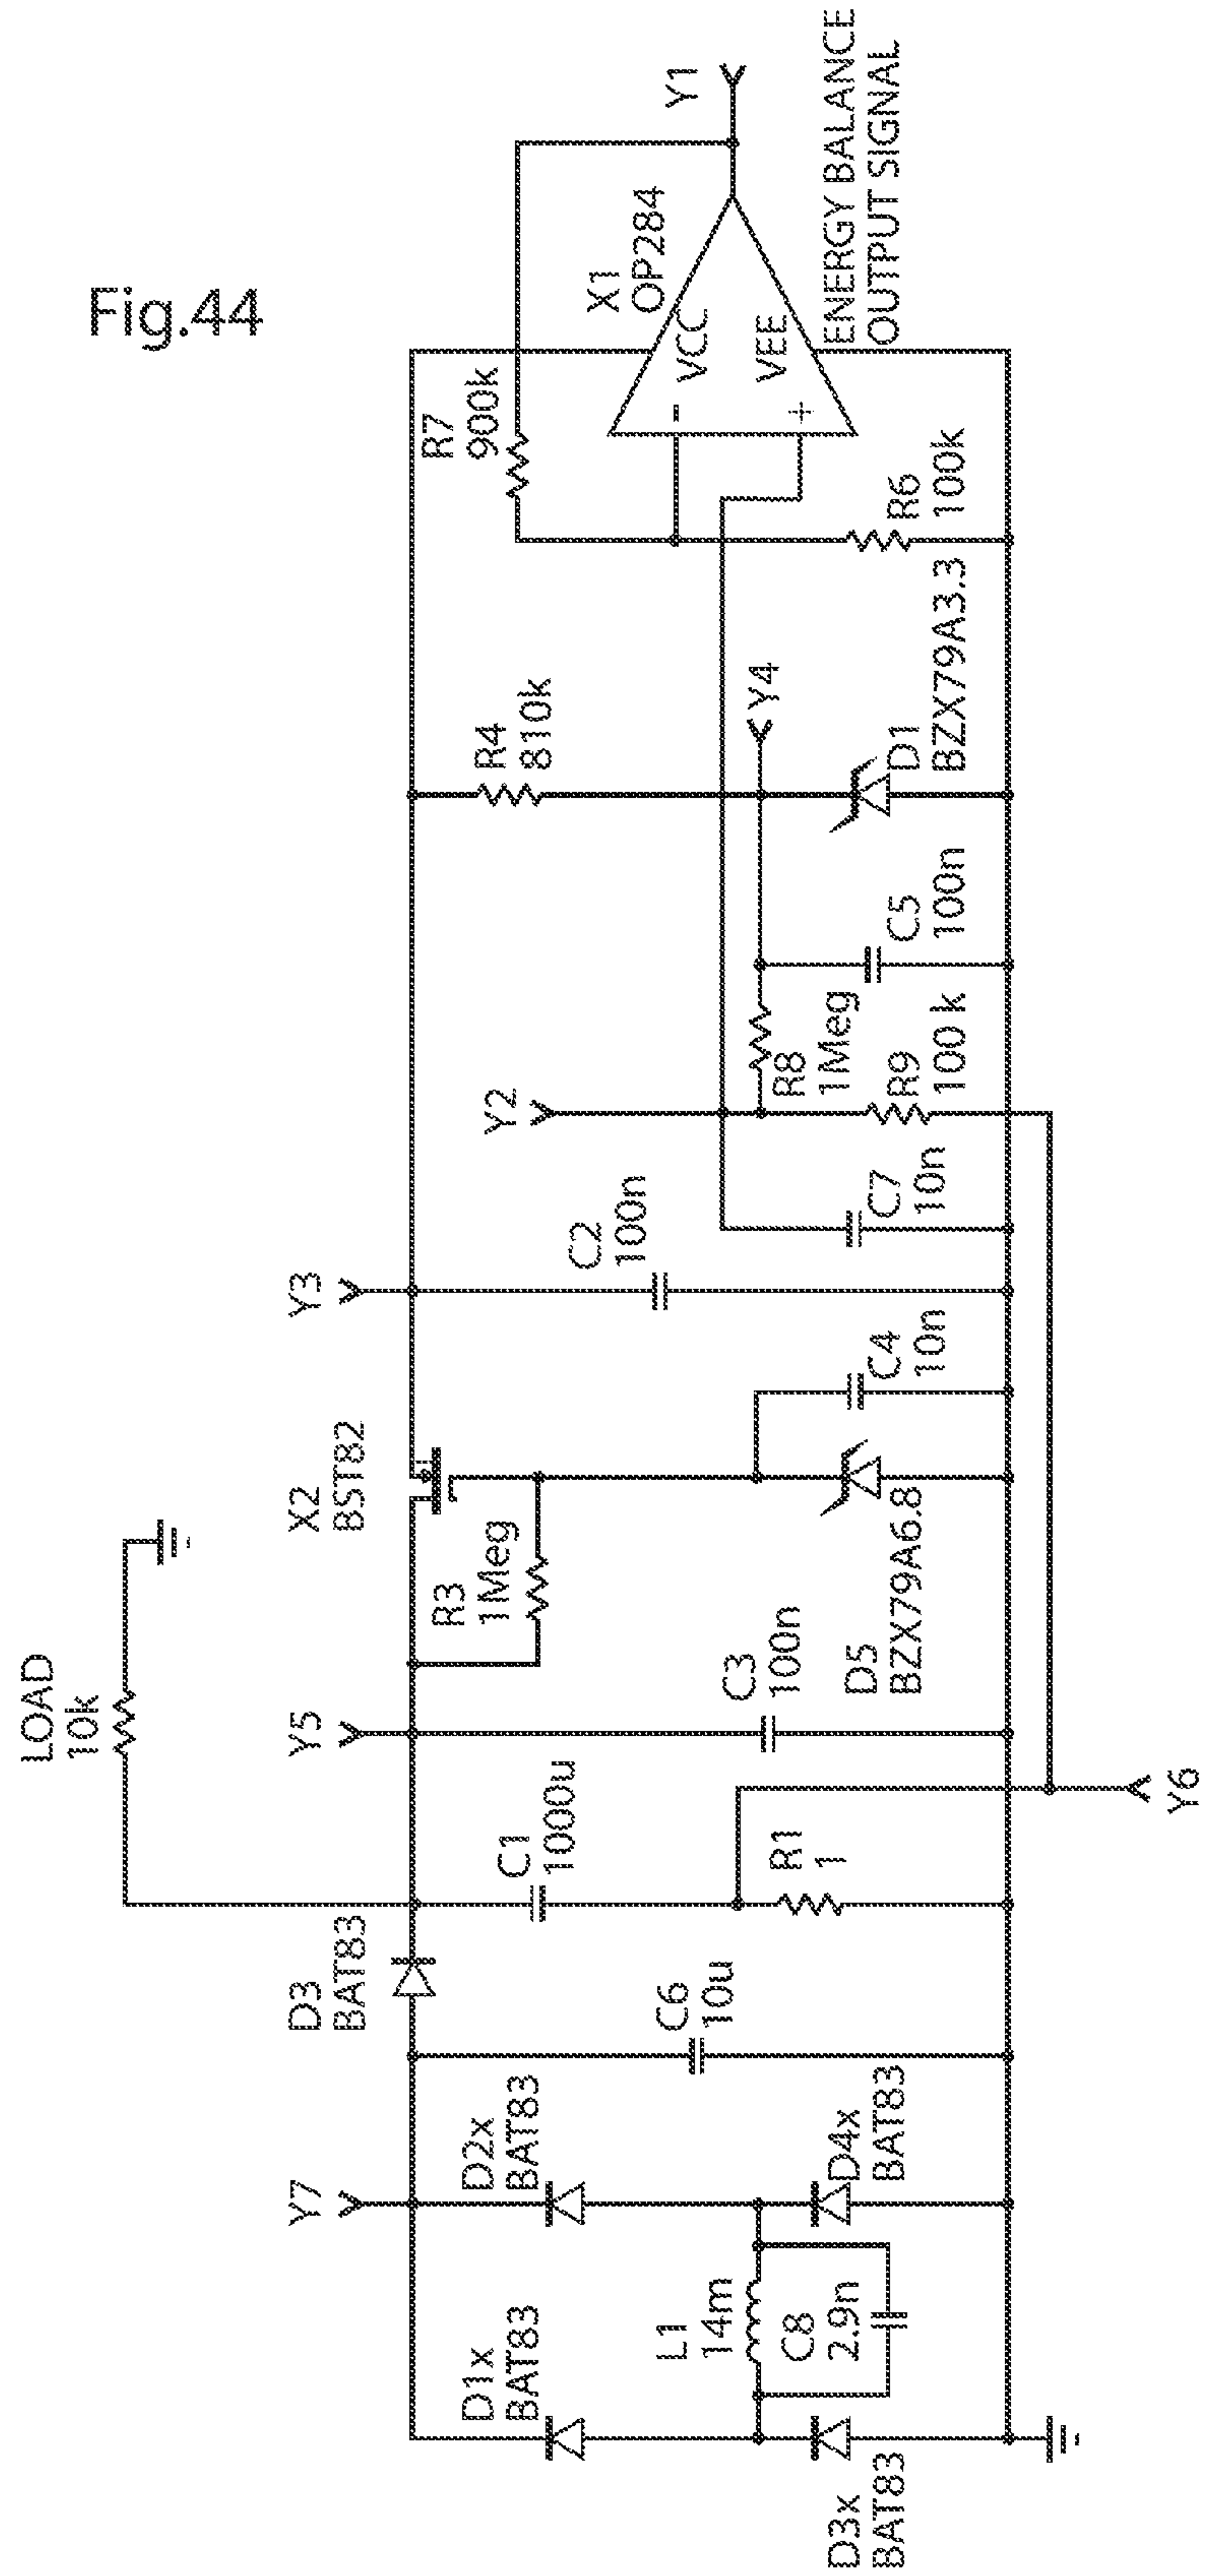 Fig.44
LOAD
10k
Y7
D3
BAT83
Y5
X2
BST82
Y3
Y2
D1x
BAT83
D2x
BAT83
C1
1000u
R3
1Meg
R4
810k
R7
900k
X1
OP284
Y1
L1
14m
C6
10u
C3
100n
C2
100n
Y4
VCC
-
VEE
+
C8
2.9n
R1
1
R8
1Meg
D3x
BAT83
D4x
BAT83
D5
BZX79A6.8
C4
10n
C7
10n
R9
100 k
C5
100n
D1
BZX79A3.3
R6
100k
ENERGY BALANCE
OUTPUT SIGNAL
Y6